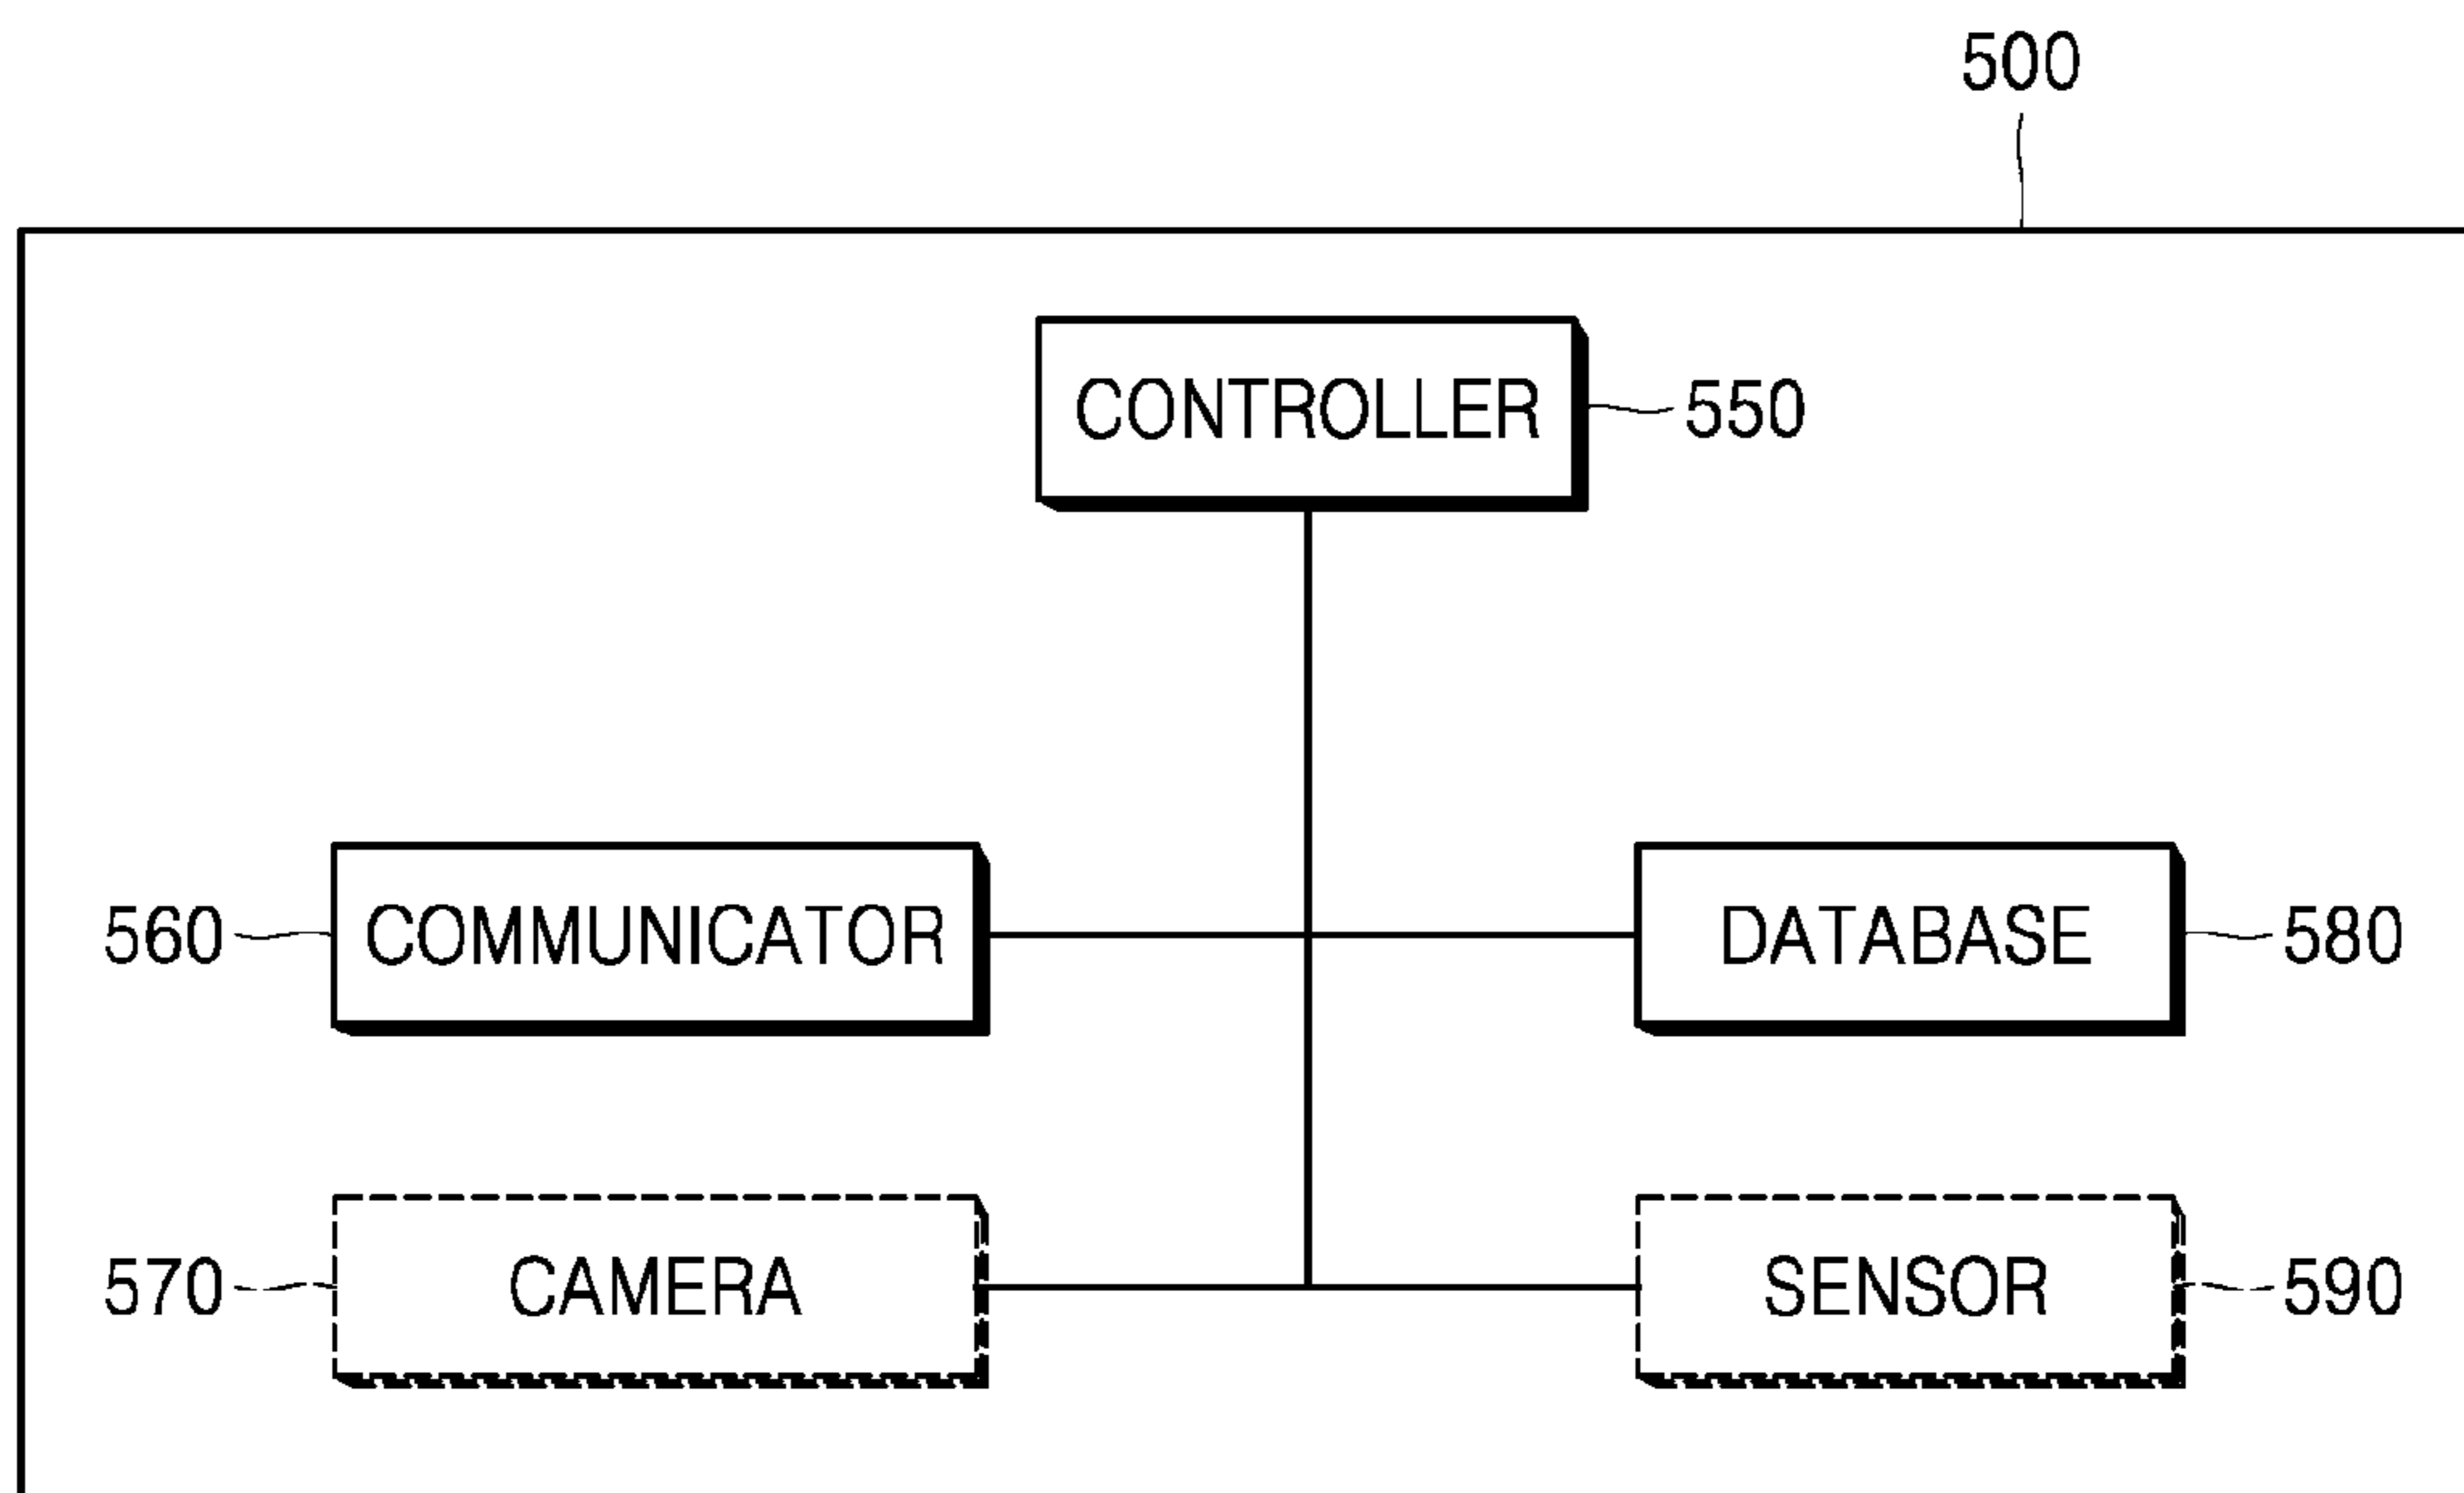 500
CONTROLLER 550
560 COMMUNICATOR DATABASE 580
570 CAMERA SENSOR 590